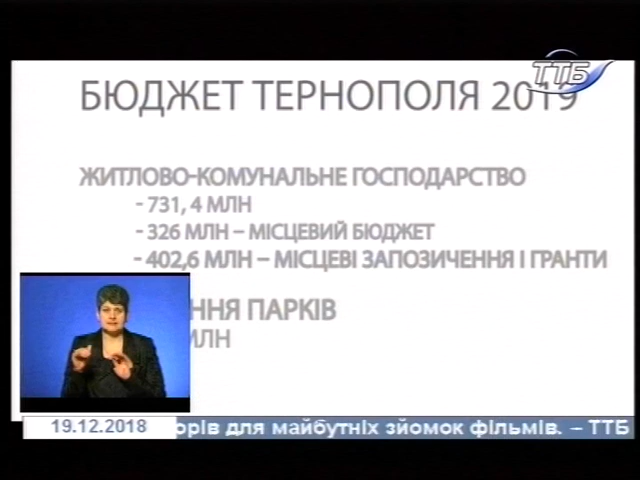 ТТБ
БЮДЖЕТ ТЕРНОПОЛЯ 2019
ЖИТЛОВО-КОМУНАЛЬНЕ ГОСПОДАРСТВО
- 731, 4 МЛН
- 326 МЛН – МІСЦЕВИЙ БЮДЖЕТ
- 402,6 МЛН – МІСЦЕВІ ЗАПОЗИЧЕННЯ І ГРАНТИ
ННЯ ПАРКІВ
МЛН
19.12.2018 орів для майбутніх зйомок фільмів. – ТТБ